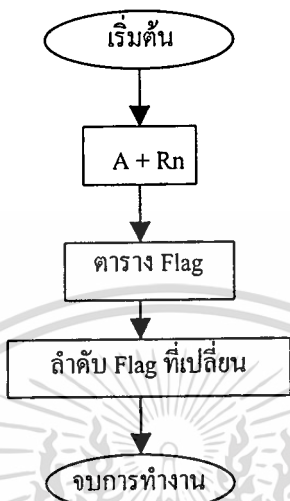 เริ่มต้น
A + Rn
ตาราง Flag
ลำดับ Flag ที่เปลี่ยน
จบการทำงาน